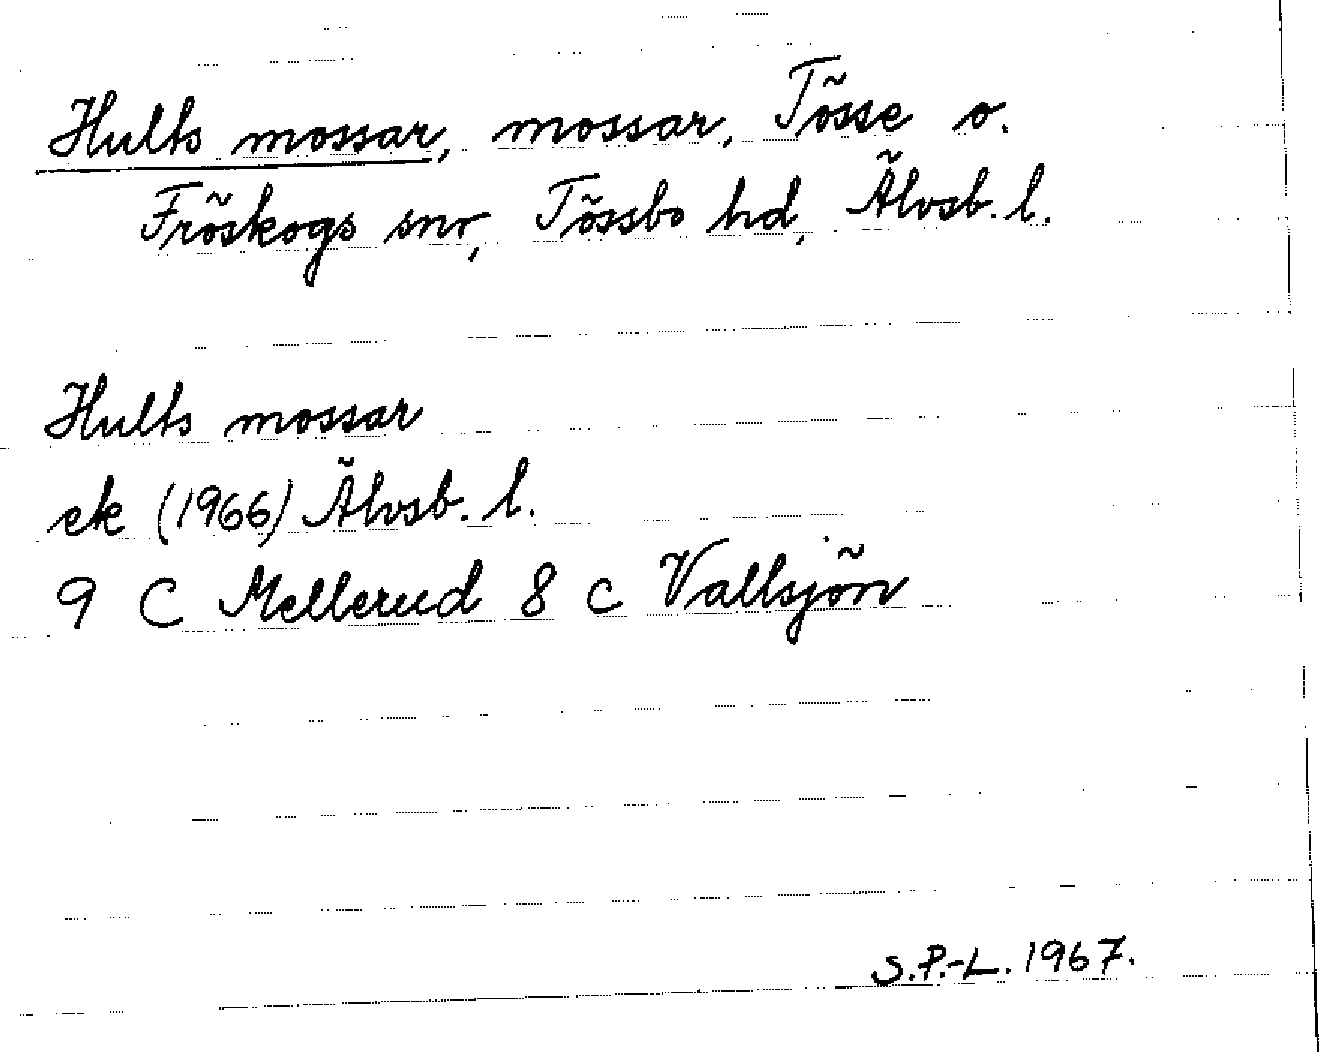 Hults mossar, mossar, Tösse o.
Fröskogs snr, Tössbo hd, Älvsb. l.
Hults mossar
ek (1966) Älvsb. l.
9 C Mellerud 8 c Vallsjön
S.P.-L. 1967.